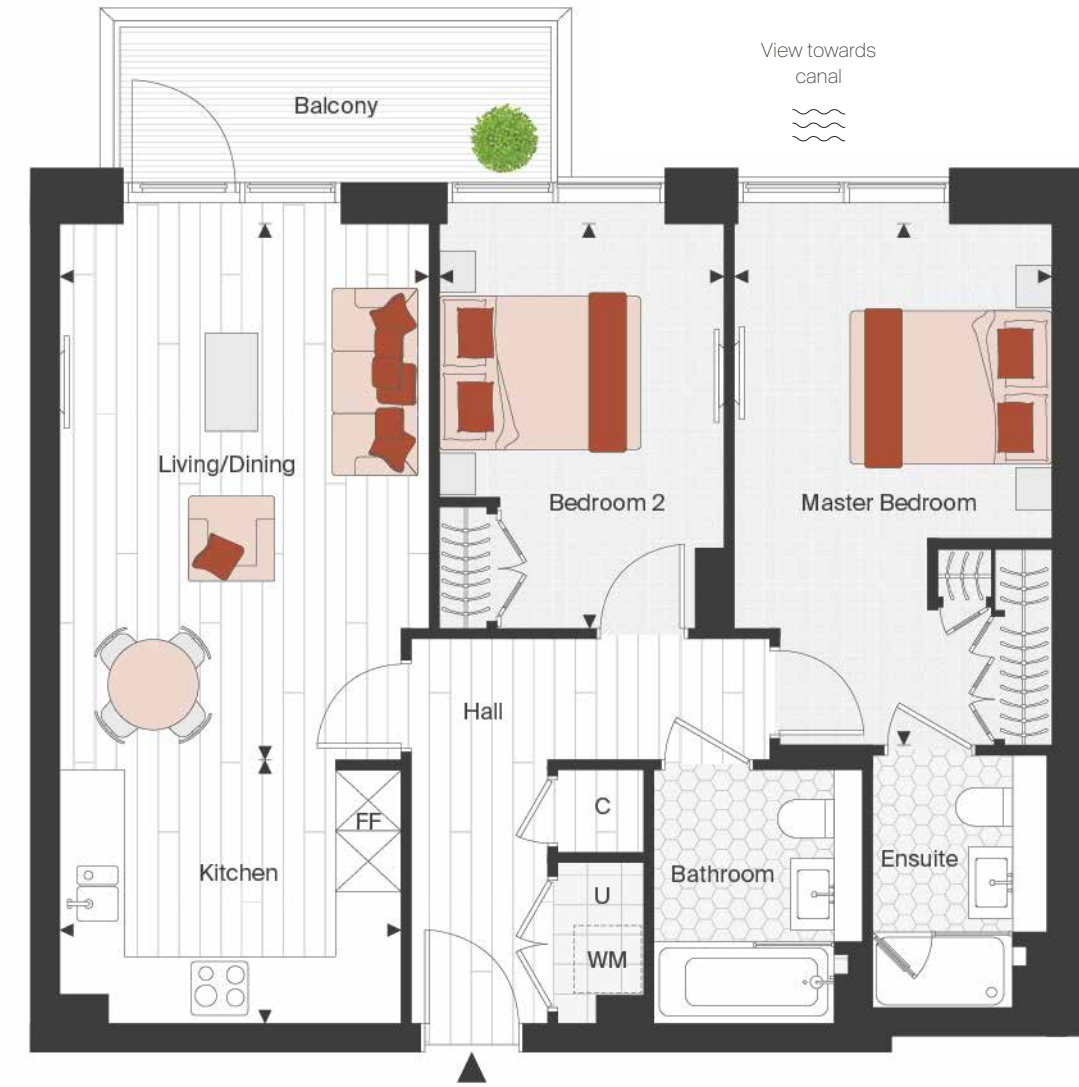 View towards
canal
Balcony
Living/Dining
Bedroom 2
Master Bedroom
Hall
FF
C
Kitchen
Bathroom
Ensuite
U
WM